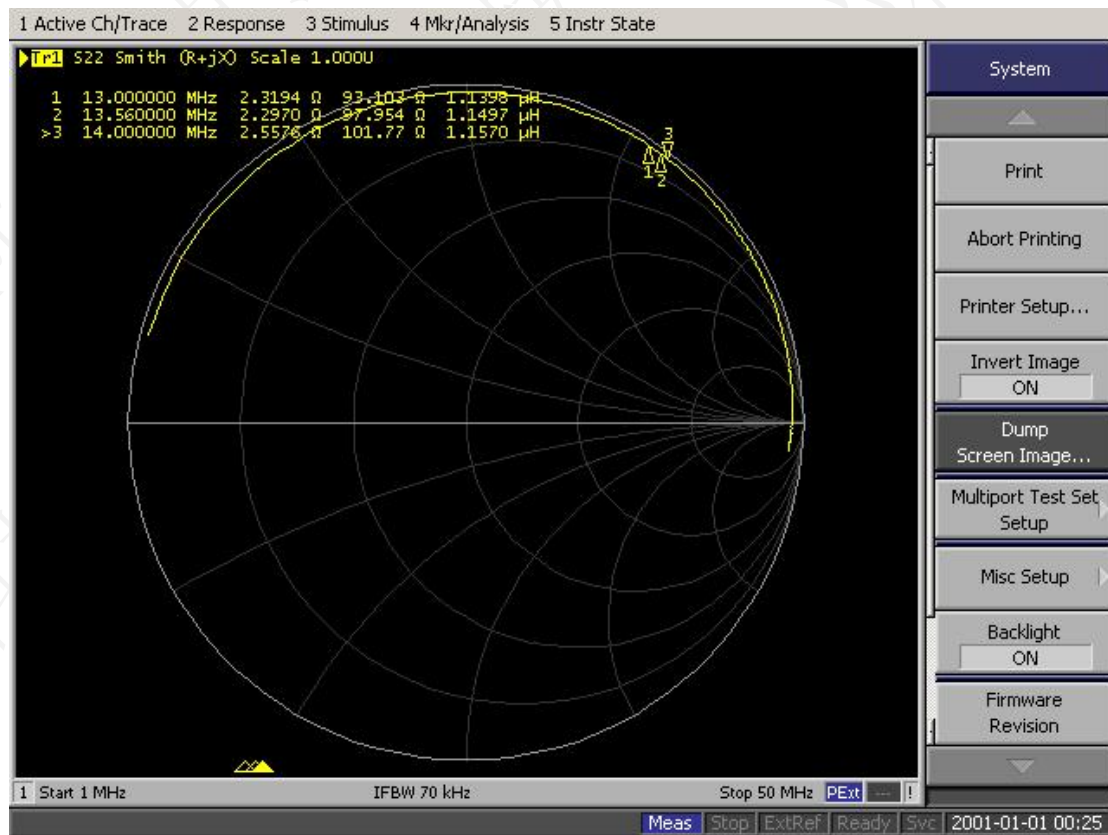 1 Active Ch/Trace 2 Response 3 Stimulus 4 Mkr/Analysis 5 Instr State
Tr1 S22 Smith (R+jX) Scale 1.000U
1 13.000000 MHz 2.3194 Ω 93.103 Ω 1.1398 µH
2 13.560000 MHz 2.2970 Ω 97.954 Ω 1.1497 µH
>3 14.000000 MHz 2.5576 Ω 101.77 Ω 1.1570 µH
3
1
2
System
Print
Abort Printing
Printer Setup...
Invert Image
ON
Dump
Screen Image...
Multiport Test Set
Setup
Misc Setup
Backlight
ON
Firmware
Revision
1 Start 1 MHz IFBW 70 kHz Stop 50 MHz PExt --- !
Meas Stop ExtRef Ready Svc 2001-01-01 00:25